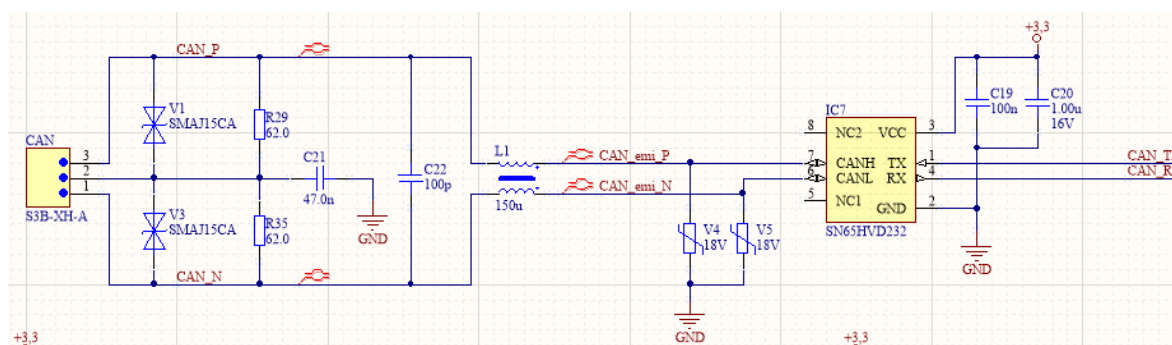 +3,3
CAN_P
V1
SMAJ15CA
R29
62.0
C19
100n
C20
1.00u
16V
IC7
8
NC2
VCC
3
CAN
3
2
1
S3B-XH-A
C21
47.0n
GND
C22
100p
L1
150u
CAN_emi_P
CAN_emi_N
7
CANH
TX
1
CAN_T
6
CANL
RX
4
CAN_R
5
NC1
GND
2
SN65HVD232
V3
SMAJ15CA
R35
62.0
V4
18V
V5
18V
GND
CAN_N
GND
+3,3
+3,3